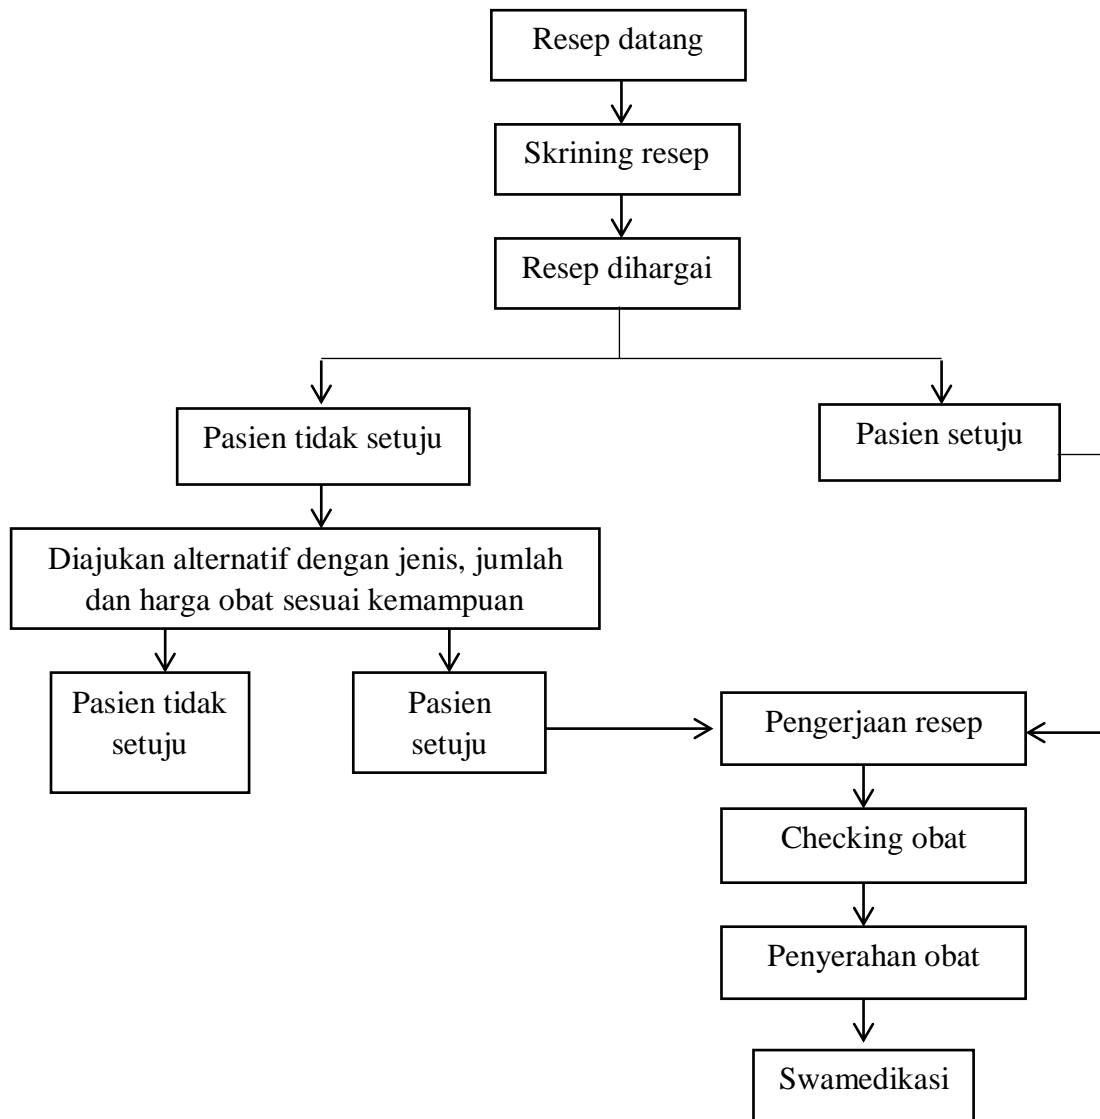 Resep datang
Skrining resep
Resep dihargai
Pasien tidak setuju
Pasien setuju
Diajukan alternatif dengan jenis, jumlah
dan harga obat sesuai kemampuan
Pasien tidak
setuju
Pasien
setuju
Pengerjaan resep
Checking obat
Penyerahan obat
Swamedikasi